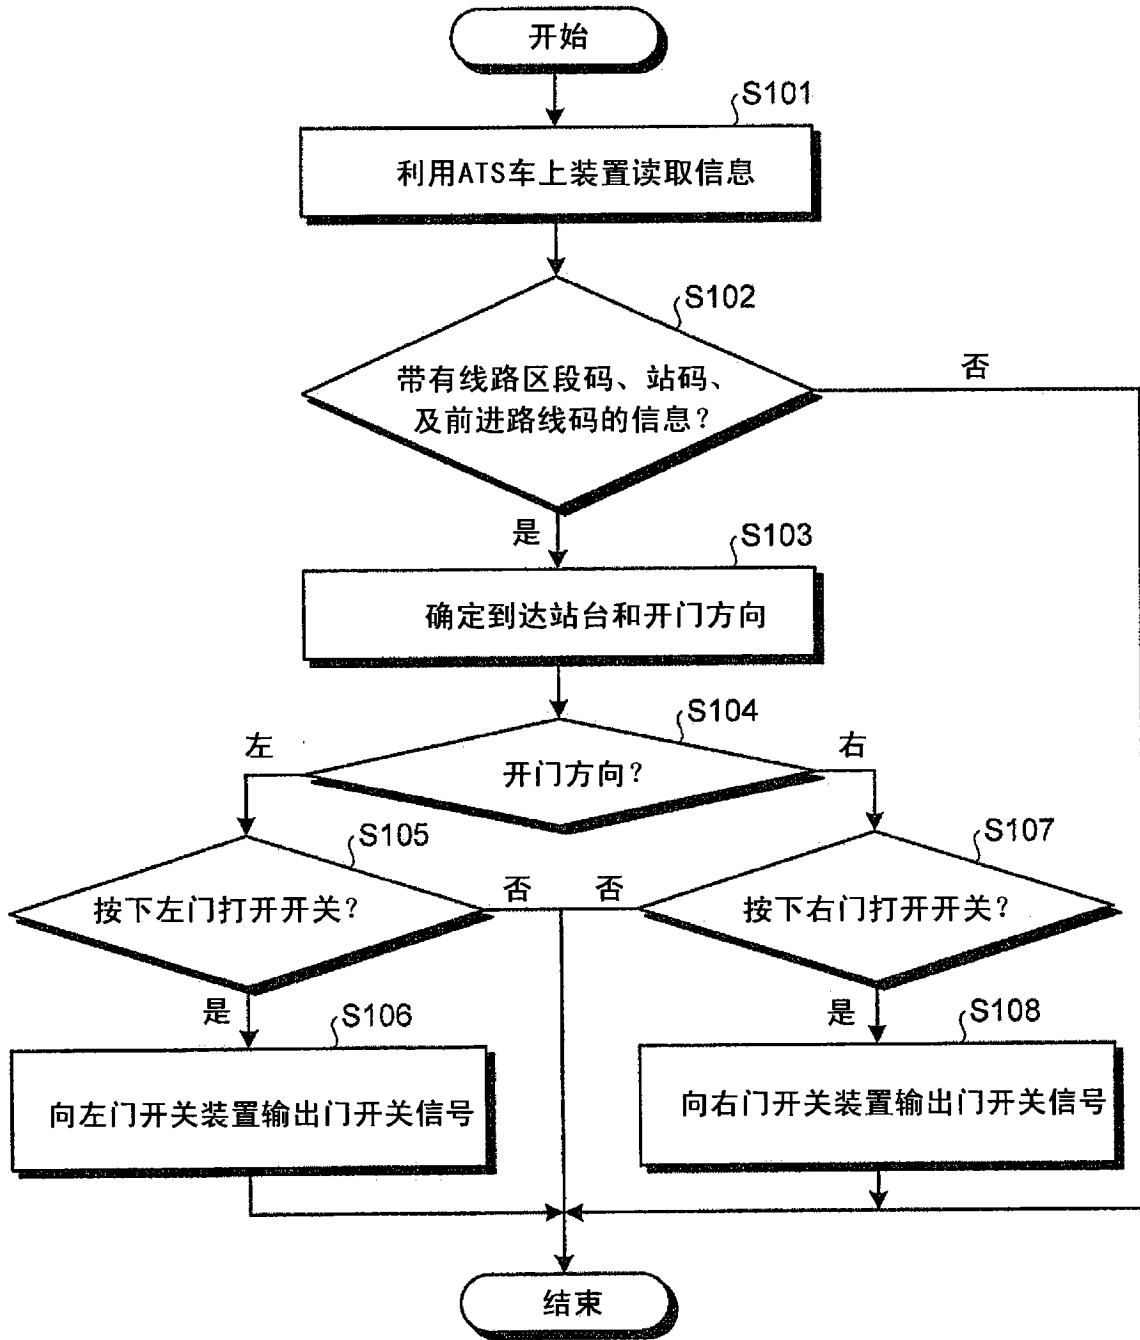 开始
S101
利用ATS车上装置读取信息
S102
带有线路区段码、站码、
及前进路线码的信息？
否
是
S103
确定到达站台和开门方向
S104
左
开门方向？
右
S105
按下左门打开开关？
否
否
S107
按下右门打开开关？
是
S106
向左门开关装置输出门开关信号
是
S108
向右门开关装置输出门开关信号
结束